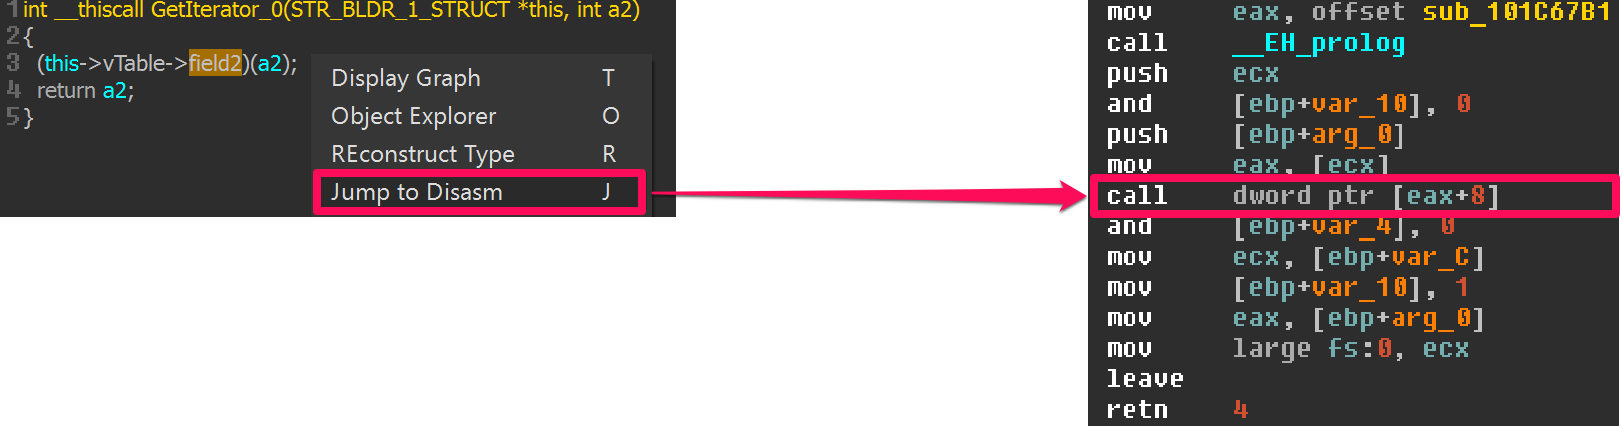 1 int __thiscall GetIterator_0(STR_BLDR_1_STRUCT *this, int a2)
2 {
3 (this->vTable->field2)(a2);
4 return a2;
5 }
Display Graph T
Object Explorer O
REconstruct Type R
Jump to Disasm J
mov eax, offset sub_101C67B1
call __EH_prolog
push ecx
and [ebp+var_10], 0
push [ebp+arg_0]
mov eax, [ecx]
call dword ptr [eax+8]
and [ebp+var_4], 0
mov ecx, [ebp+var_C]
mov [ebp+var_10], 1
mov eax, [ebp+arg_0]
mov large fs:0, ecx
leave
retn 4